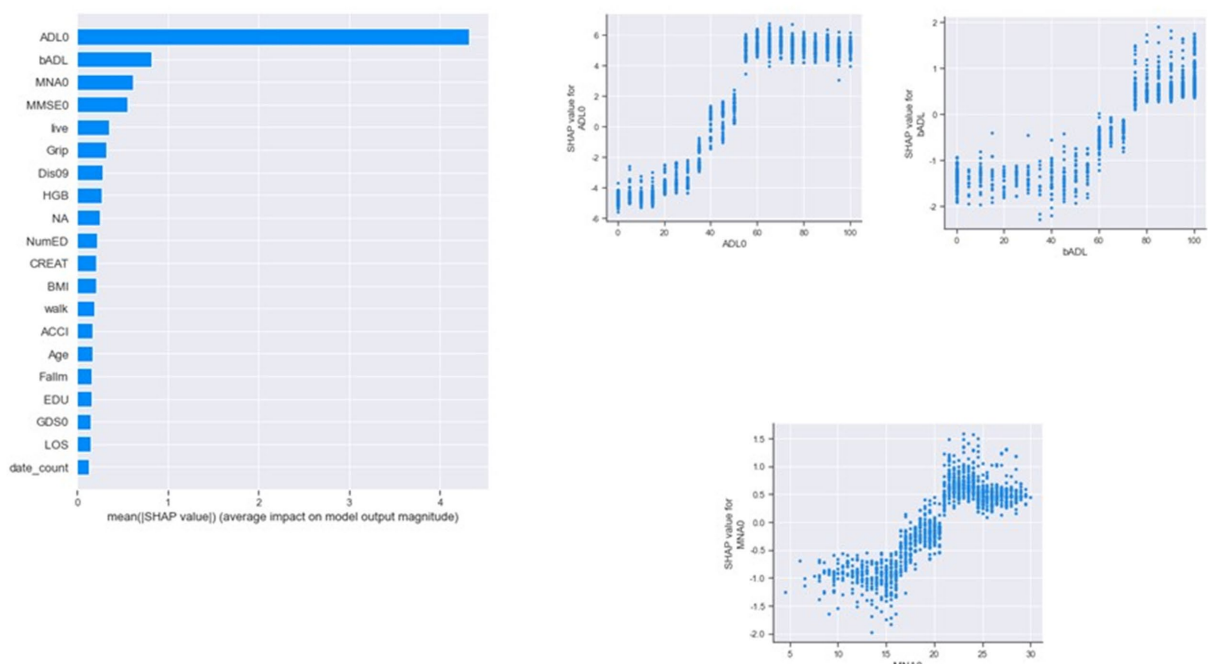 ADL0
bADL
MNA0
MMSE0
live
Grip
Dis09
HGB
NA
NumED
CREAT
BMI
walk
ACCI
Age
Fallm
EDU
GDS0
LOS
date_count
0 1 2 3 4
mean(|SHAP value|) (average impact on model output magnitude)
SHAP value for
ADL0
6
4
2
0
-2
-4
-6
0 20 40 60 80 100
ADL0
SHAP value for
bADL
2
1
0
-1
-2
0 20 40 60 80 100
bADL
SHAP value for
MNA0
1.5
1.0
0.5
0.0
-0.5
-1.0
-1.5
-2.0
5 10 15 20 25 30